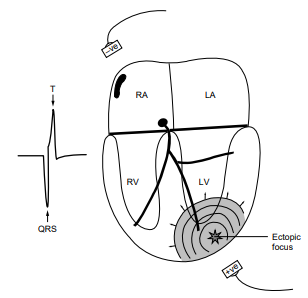 –ve
T
RA
LA
RV
LV
QRS
Ectopic
focus
+ve